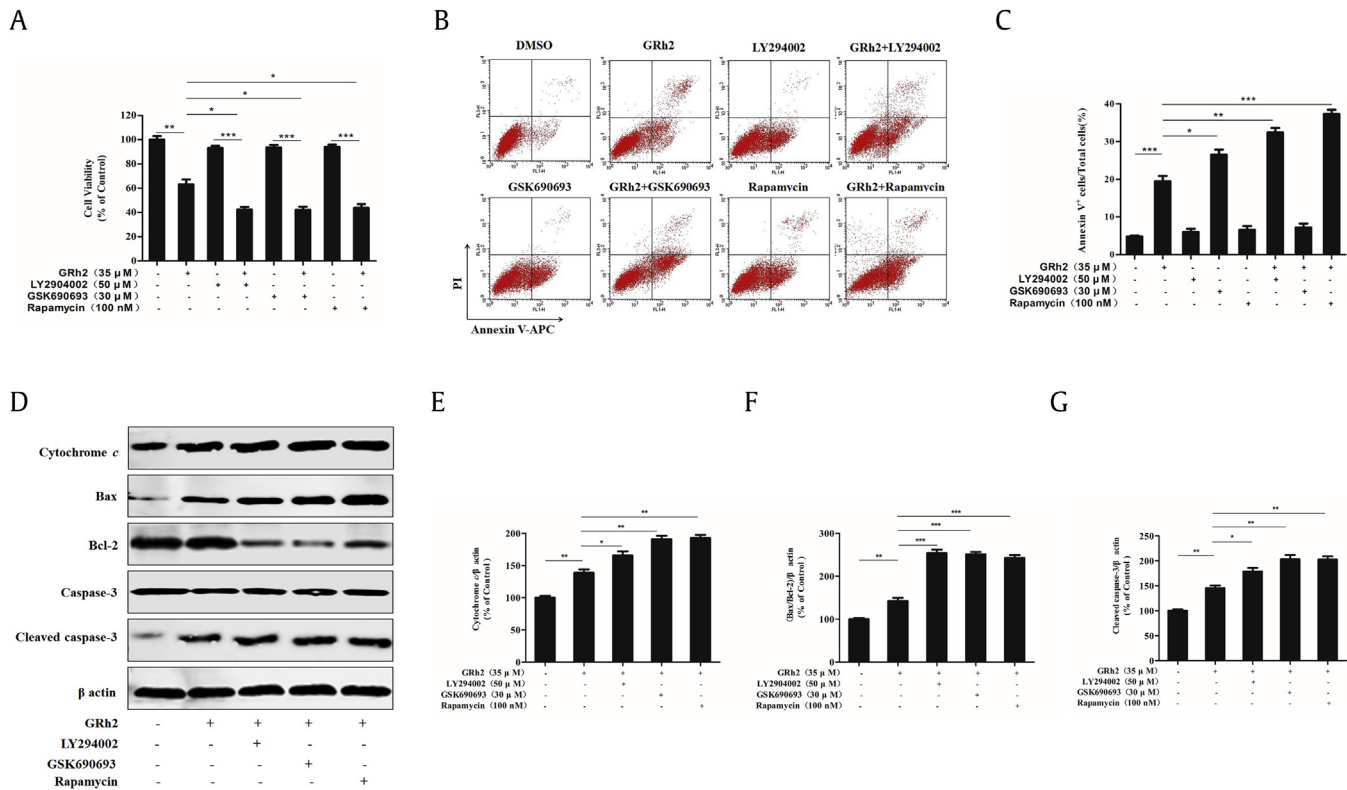 A
B
C
DMSO
GRh2
LY294002
GRh2+LY294002
GSK690693
GRh2+GSK690693
Rapamycin
GRh2+Rapamycin
PI
Annexin V-APC
*
*
*
**
***
***
***
120
100
80
60
40
20
0
Cell Viability
(% of Control)
GRh2（35 μ M） - + - + - + - +
LY2904002（50 μ M） - - + + - - - -
GSK690693（30 μ M） - - - - + + - -
Rapamycin（100 nM） - - - - - - + +
***
**
*
***
40
30
20
10
0
Annexin V⁺ cells/Total cells(%)
GRh2（35 μ M） - + - - - + + +
LY294002（50 μ M） - - + - - + - -
GSK690693（30 μ M） - - - + - - + -
Rapamycin（100 nM） - - - - + - - +
D
Cytochrome c
Bax
Bcl-2
Caspase-3
Cleaved caspase-3
β actin
GRh2 - + + + +
LY294002 - - + - -
GSK690693 - - - + -
Rapamycin - - - - +
E
**
**
*
**
200
150
100
50
0
Cytochrome c/β actin
(% of Control)
GRh2（35 μ M） - + + + +
LY294002（50 μ M） - - + - -
GSK690693（30 μ M） - - - + -
Rapamycin（100 nM） - - - - +
F
***
***
***
**
300
200
100
0
(Bax/Bcl-2)/β actin
(% of Control)
GRh2（35 μ M） - + + + +
LY2904002（50 μ M） - - + - -
GSK690693（30 μ M） - - - + -
Rapamycin（100 nM） - - - - +
G
**
**
*
**
250
200
150
100
50
0
Cleaved caspase-3/β actin
(% of Control)
GRh2（35 μ M） - + + + +
LY294002（50 μ M） - - + - -
GSK690693（30 μ M） - - - + -
Rapamycin（100 nM） - - - - +